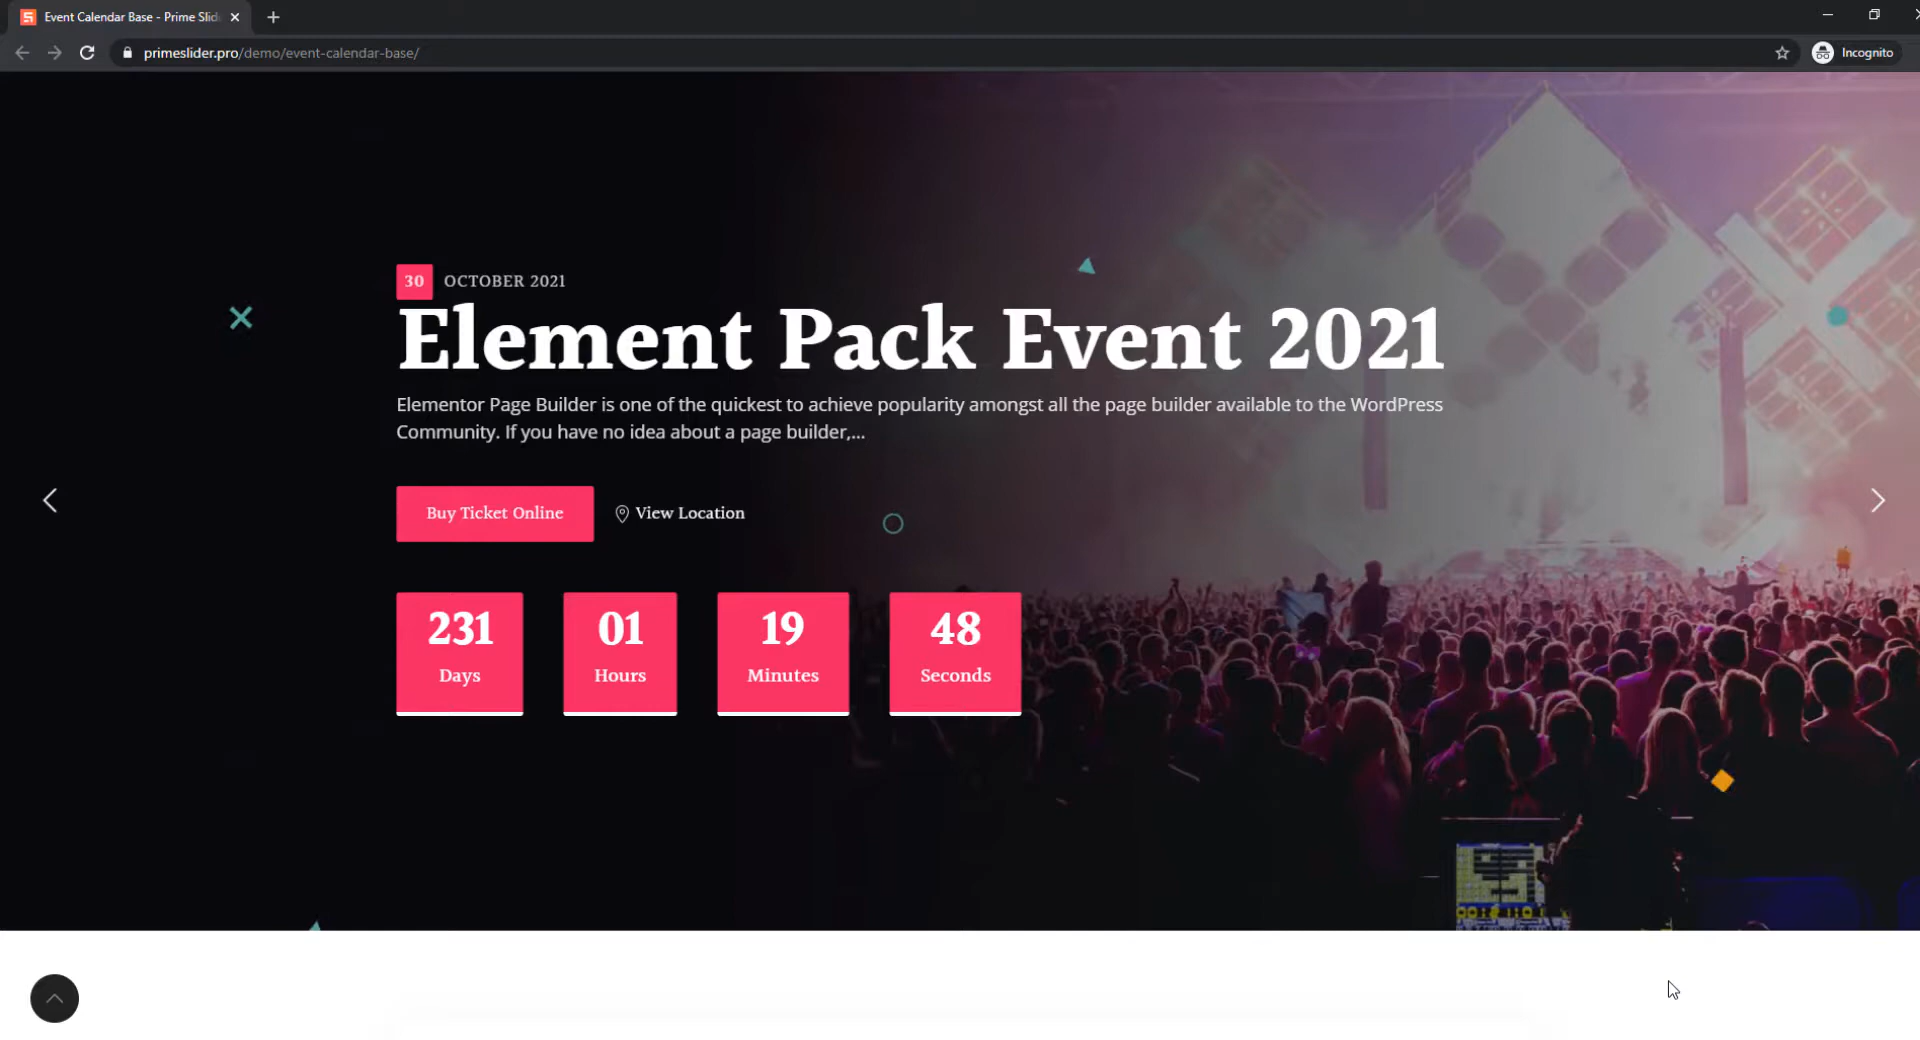 Event Calendar Base - Prime Slid
primeslider.pro/demo/event-calendar-base/
Incognito
30 OCTOBER 2021
Element Pack Event 2021
Elementor Page Builder is one of the quickest to achieve popularity amongst all the page builder available to the WordPress
Community. If you have no idea about a page builder,...
Buy Ticket Online
View Location
231 01 19 48
Days Hours Minutes Seconds